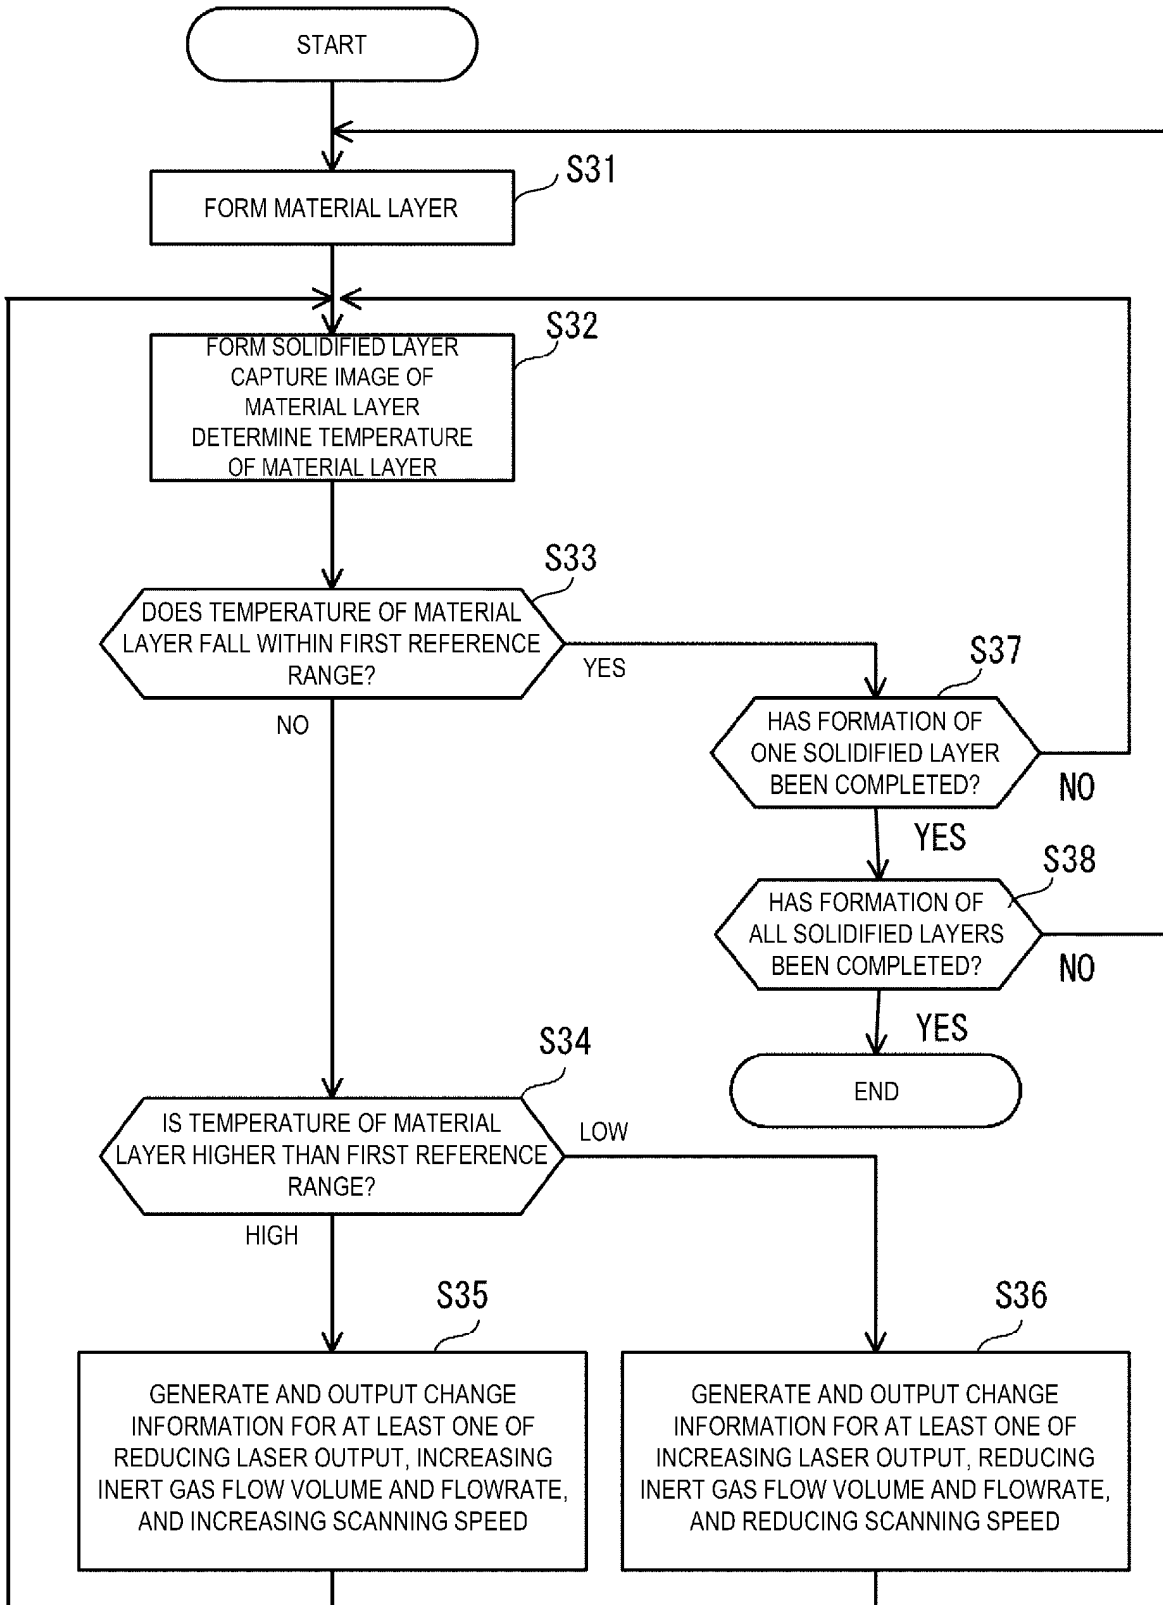 START
S31
FORM MATERIAL LAYER
S32
FORM SOLIDIFIED LAYER
CAPTURE IMAGE OF
MATERIAL LAYER
DETERMINE TEMPERATURE
OF MATERIAL LAYER
S33
DOES TEMPERATURE OF MATERIAL
LAYER FALL WITHIN FIRST REFERENCE
RANGE?
YES
NO
S37
HAS FORMATION OF
ONE SOLIDIFIED LAYER
BEEN COMPLETED?
NO
YES
S38
HAS FORMATION OF
ALL SOLIDIFIED LAYERS
BEEN COMPLETED?
NO
YES
END
S34
IS TEMPERATURE OF MATERIAL
LAYER HIGHER THAN FIRST REFERENCE
RANGE?
LOW
HIGH
S35
GENERATE AND OUTPUT CHANGE
INFORMATION FOR AT LEAST ONE OF
REDUCING LASER OUTPUT, INCREASING
INERT GAS FLOW VOLUME AND FLOWRATE,
AND INCREASING SCANNING SPEED
S36
GENERATE AND OUTPUT CHANGE
INFORMATION FOR AT LEAST ONE OF
INCREASING LASER OUTPUT, REDUCING
INERT GAS FLOW VOLUME AND FLOWRATE,
AND REDUCING SCANNING SPEED